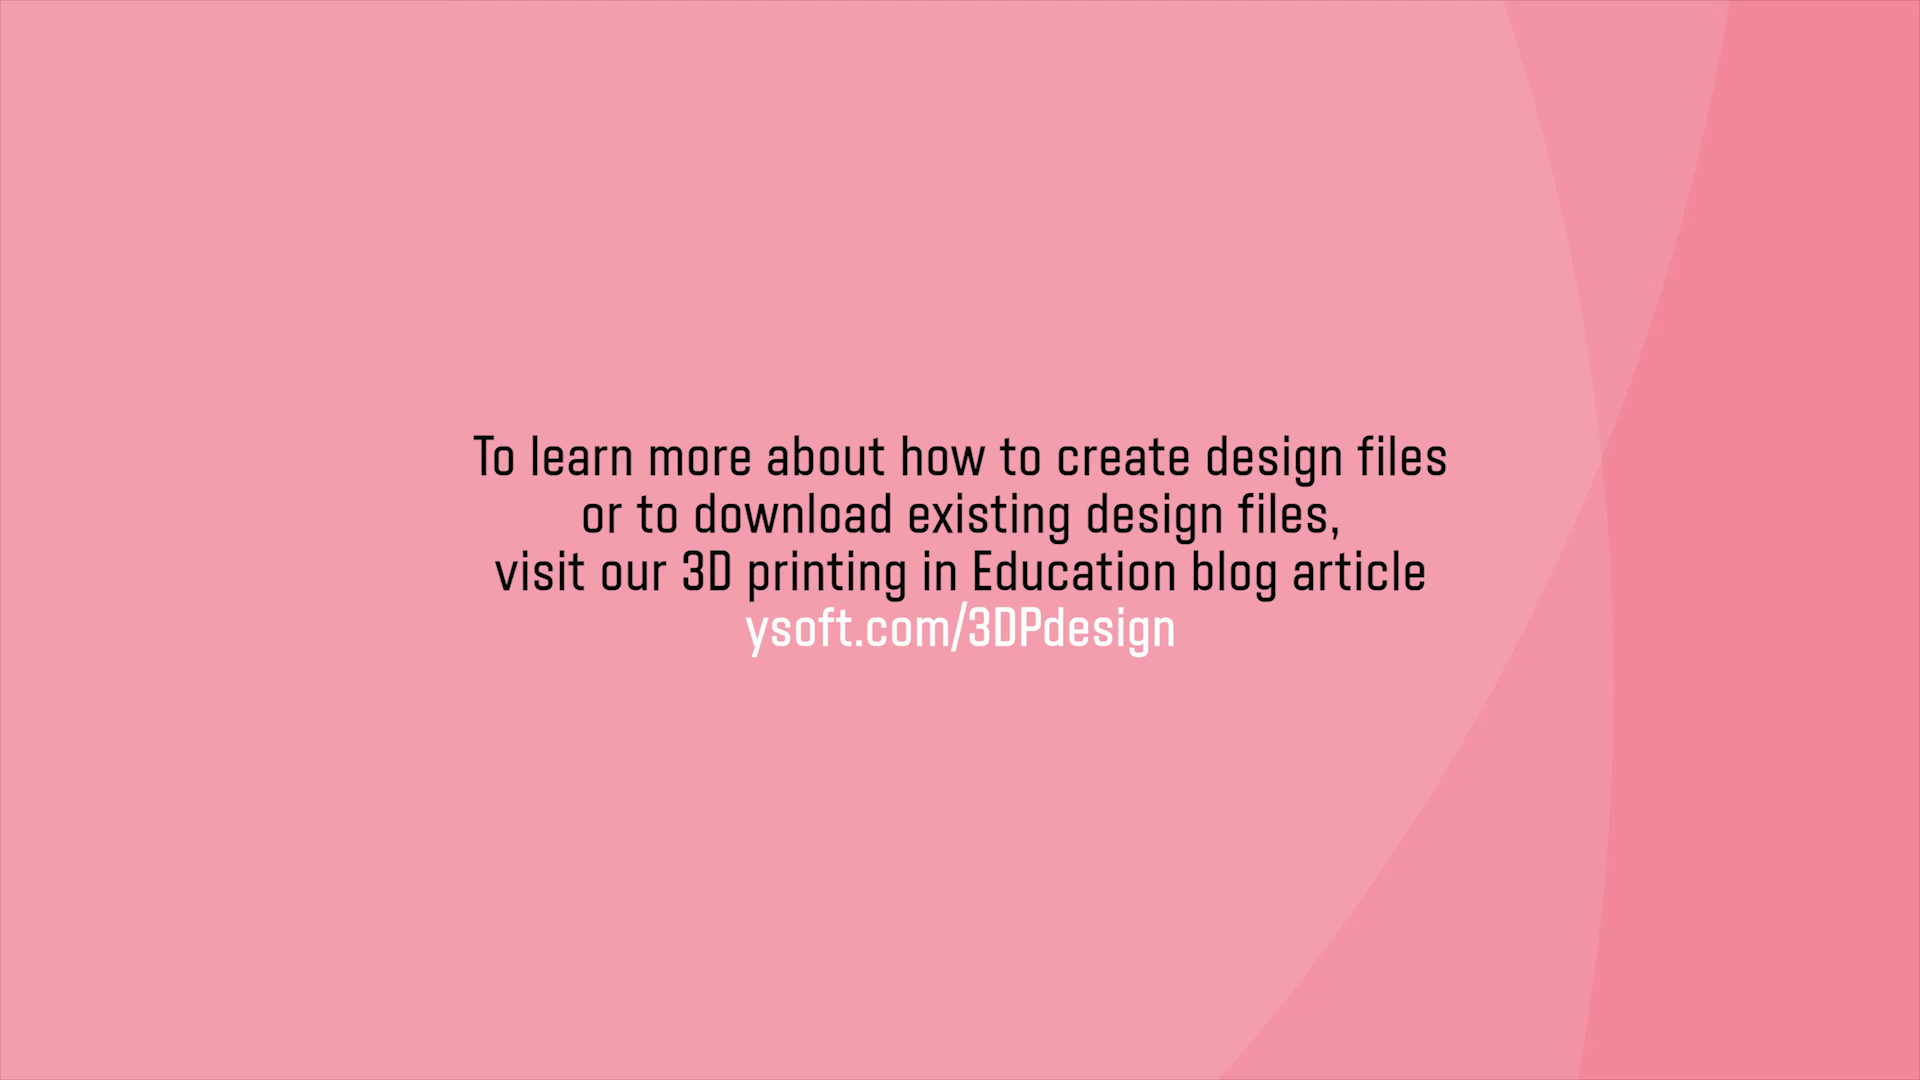 To learn more about how to create design files
or to download existing design files,
visit our 3D printing in Education blog article
ysoft.com/3DPdesign